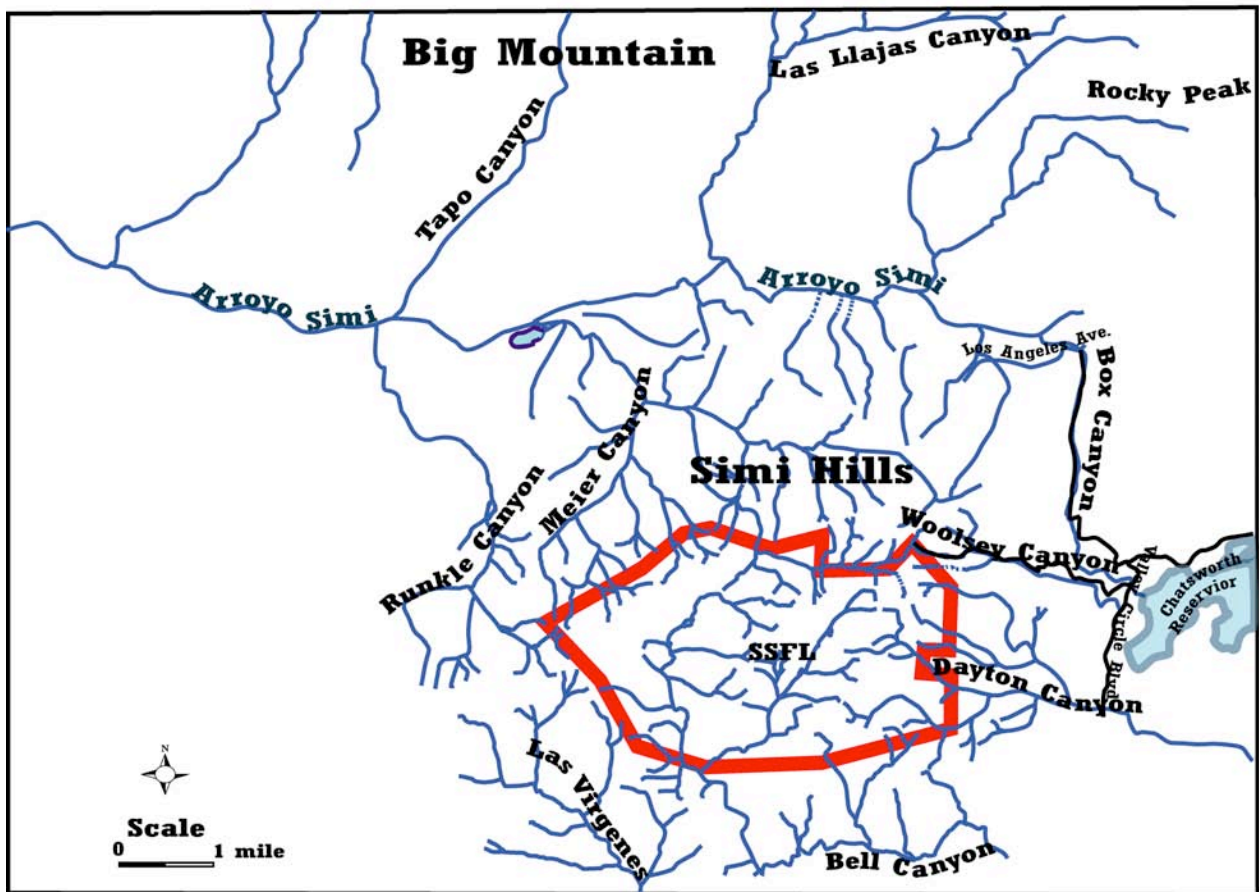 Big Mountain
Las Llajas Canyon
Rocky Peak
Tapo Canyon
Arroyo Simi
Arroyo Simi
Los Angeles Ave.
Box Canyon
Meier Canyon
Runkle Canyon
Simi Hills
Woolsey Canyon
Valley Circle Blvd
Chatsworth
Reservior
SSFL
Dayton Canyon
Las Virgenes
Bell Canyon
N
Scale
0 1 mile